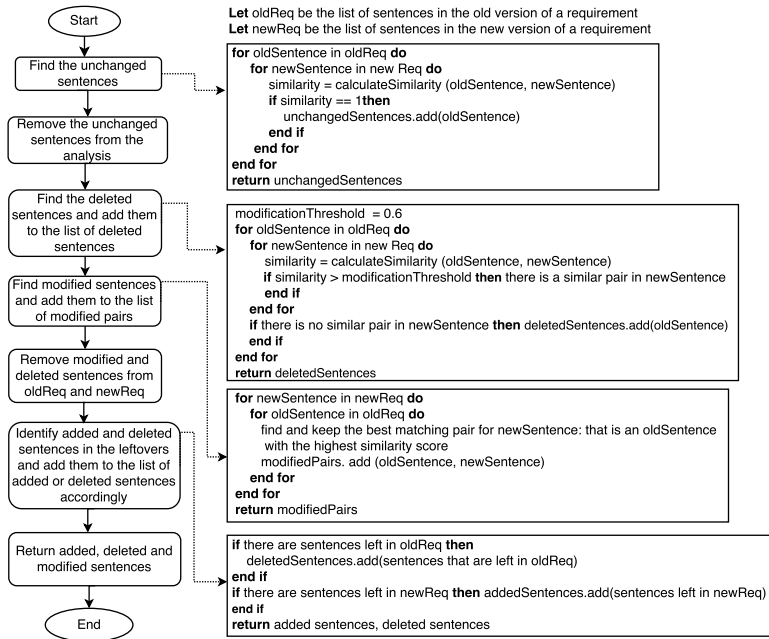 Start
Find the unchanged
sentences
Remove the unchanged
sentences from the
analysis
Find the deleted
sentences and add them
to the list of deleted
sentences
Find modified sentences
and add them to the list
of modified pairs
Remove modified and
deleted sentences from
oldReq and newReq
Identify added and deleted
sentences in the leftovers
and add them to the list of
added or deleted sentences
accordingly
Return added, deleted and
modified sentences
End
Let oldReq be the list of sentences in the old version of a requirement
Let newReq be the list of sentences in the new version of a requirement
for oldSentence in oldReq do
for newSentence in new Req do
similarity = calculateSimilarity (oldSentence, newSentence)
if similarity == 1then
unchangedSentences.add(oldSentence)
end if
end for
end for
return unchangedSentences
modificationThreshold = 0.6
for oldSentence in oldReq do
for newSentence in new Req do
similarity = calculateSimilarity (oldSentence, newSentence)
if similarity > modificationThreshold then there is a similar pair in newSentence
end if
end for
if there is no similar pair in newSentence then deletedSentences.add(oldSentence)
end if
end for
return deletedSentences
for newSentence in newReq do
for oldSentence in oldReq do
find and keep the best matching pair for newSentence: that is an oldSentence
with the highest similarity score
modifiedPairs. add (oldSentence, newSentence)
end for
end for
return modifiedPairs
if there are sentences left in oldReq then
deletedSentences.add(sentences that are left in oldReq)
end if
if there are sentences left in newReq then addedSentences.add(sentences left in newReq)
end if
return added sentences, deleted sentences